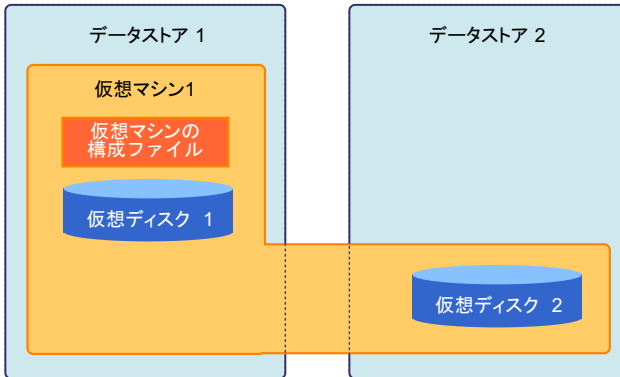 データストア 1
データストア 2
仮想マシン1
仮想マシンの
構成ファイル
仮想ディスク 1
仮想ディスク 2